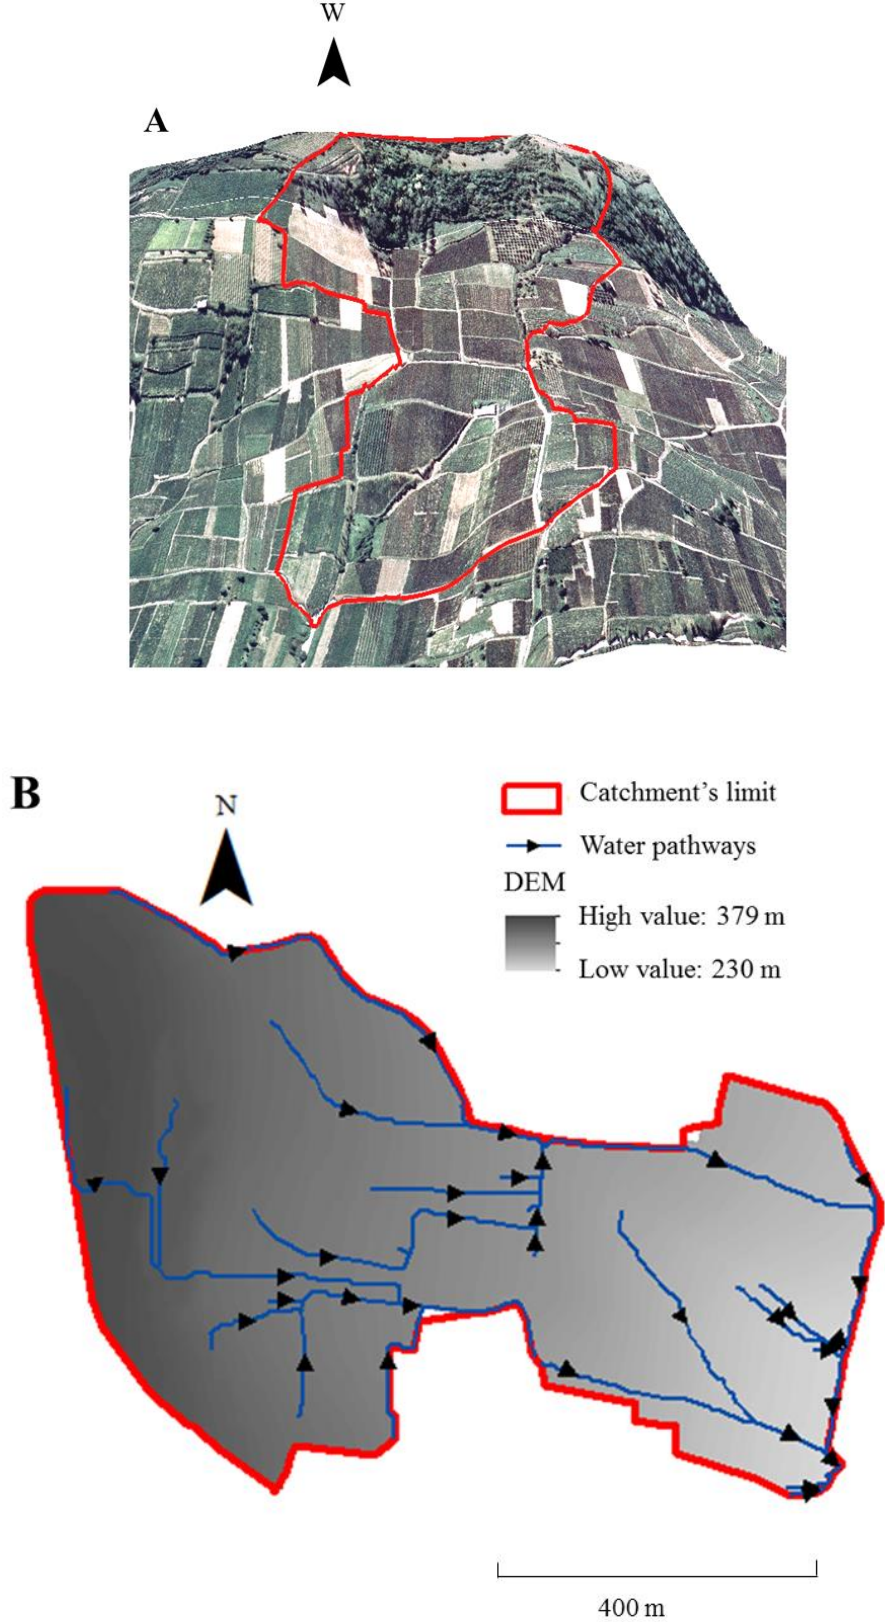 W
A
B
N
Catchment's limit
Water pathways
DEM
High value: 379 m
Low value: 230 m
400 m